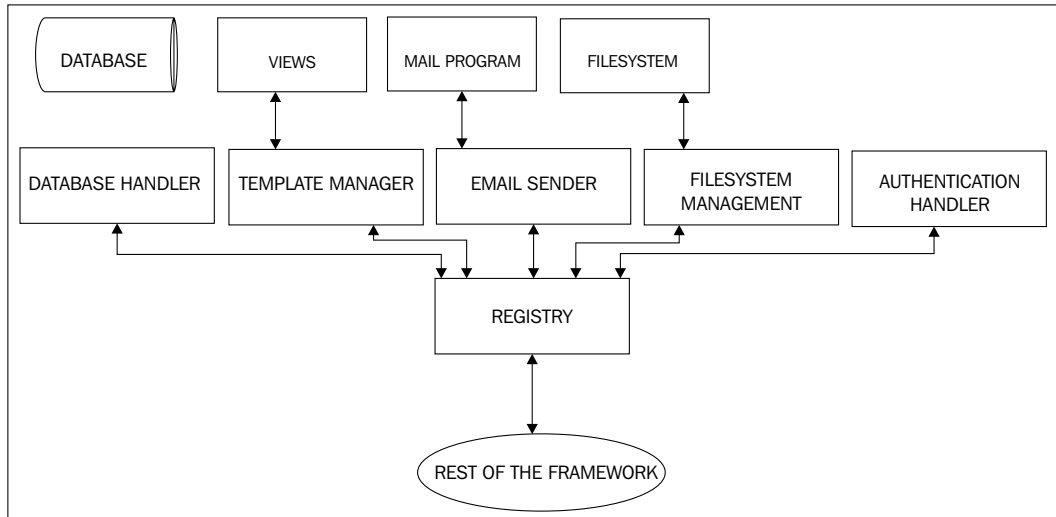 DATABASE
VIEWS
MAIL PROGRAM
FILESYSTEM
DATABASE HANDLER
TEMPLATE MANAGER
EMAIL SENDER
FILESYSTEM
MANAGEMENT
AUTHENTICATION
HANDLER
REGISTRY
REST OF THE FRAMEWORK